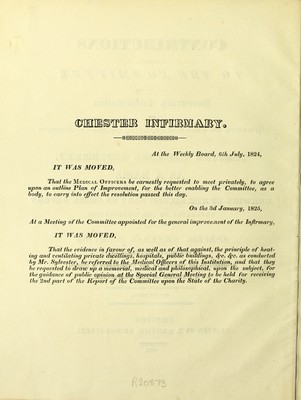 CHESTER INFIRMARY.
At the Weekly Board, 6th July, 1824,
IT WAS MOVED,
That the MEDICAL OFFICERS be earnestly requested to meet privately, to agree
upon an outline Plan of Improvement, for the better enabling the Committee, as a
body, to carry into effect the resolution passed this day.
On the 3d January, 1825,
At a Meeting of the Committee appointed for the general improvement of the Infirmary,
IT WAS MOVED,
That the evidence in favour of, as well as of that against, the principle of heat-
ing and ventilating private dwellings, hospitals, public buildings, &c. &c. as conducted
by Mr. Sylvester, be referred to the Medical Officers of this Institution, and that they
be requested to draw up a memorial, medical and philosophical, upon the subject, for
the guidance of public opinion at the Special General Meeting to be held for receiving
the 2nd part of the Report of the Committee upon the State of the Charity.
R20873